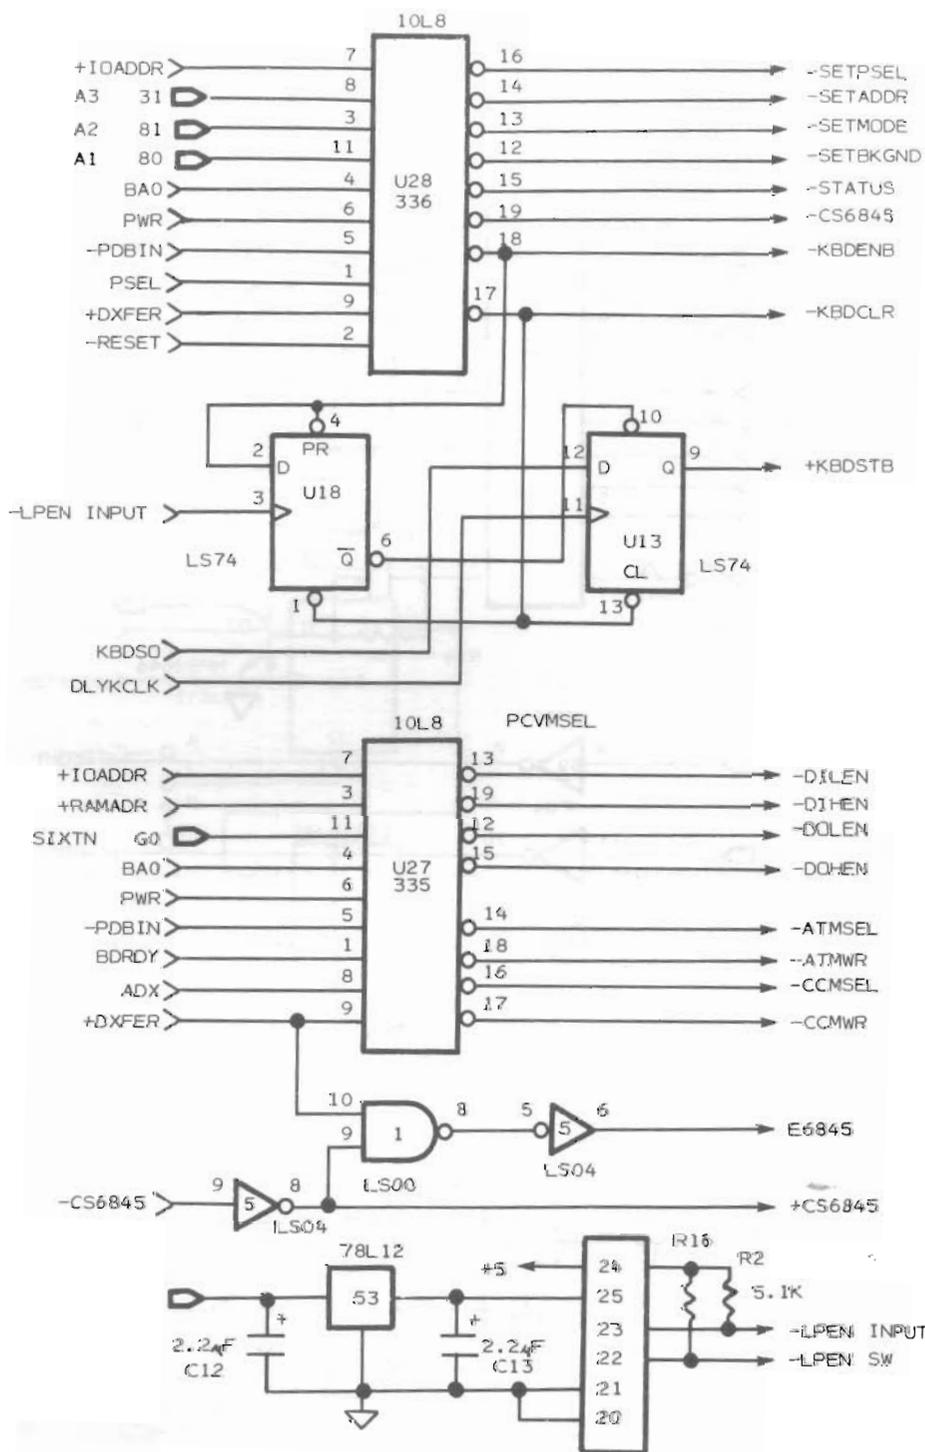 10L8
+IOADDR 7 16 -SETPSEL
A3 31 8 14 -SETADDR
A2 81 3 13 -SETMODE
A1 80 11 12 -SETBKGND
U28
336
BA0 4 15 -STATUS
PWR 6 19 -CS6845
-PDBIN 5 18 -KBDENB
PSEL 1
+DXFER 9 17 -KBDCLR
-RESET 2
4 10
PR
2 D 12 D Q 9 +KBDSTB
U18
-LPEN INPUT 3 11
U13
LS74 Q 6 CL LS74
1 13
KBDSO
DLYKCLK
10L8 PCVMSEL
+IOADDR 7 13 -DILEN
+RAMADR 3 19 -DIHEN
SIXTN 60 11 12 -DOLEN
BA0 4 15 -DOHEN
U27
335
PWR 6
-PDBIN 5 14 -ATMSEL
BDRDY 1 18 -ATMWR
ADX 8 16 -CCMSEL
+DXFER 9 17 -CCMWR
10 8 5 6
9 1 5 E6845
LS00 LS04
-CS6845 9 5 8 +CS6845
LS04
78L12 R16
+5 24 R2
53 25 5.1K
+ + 23 -LPEN INPUT
2.2µF 2.2µF 22 -LPEN SW
C12 C13
21
20